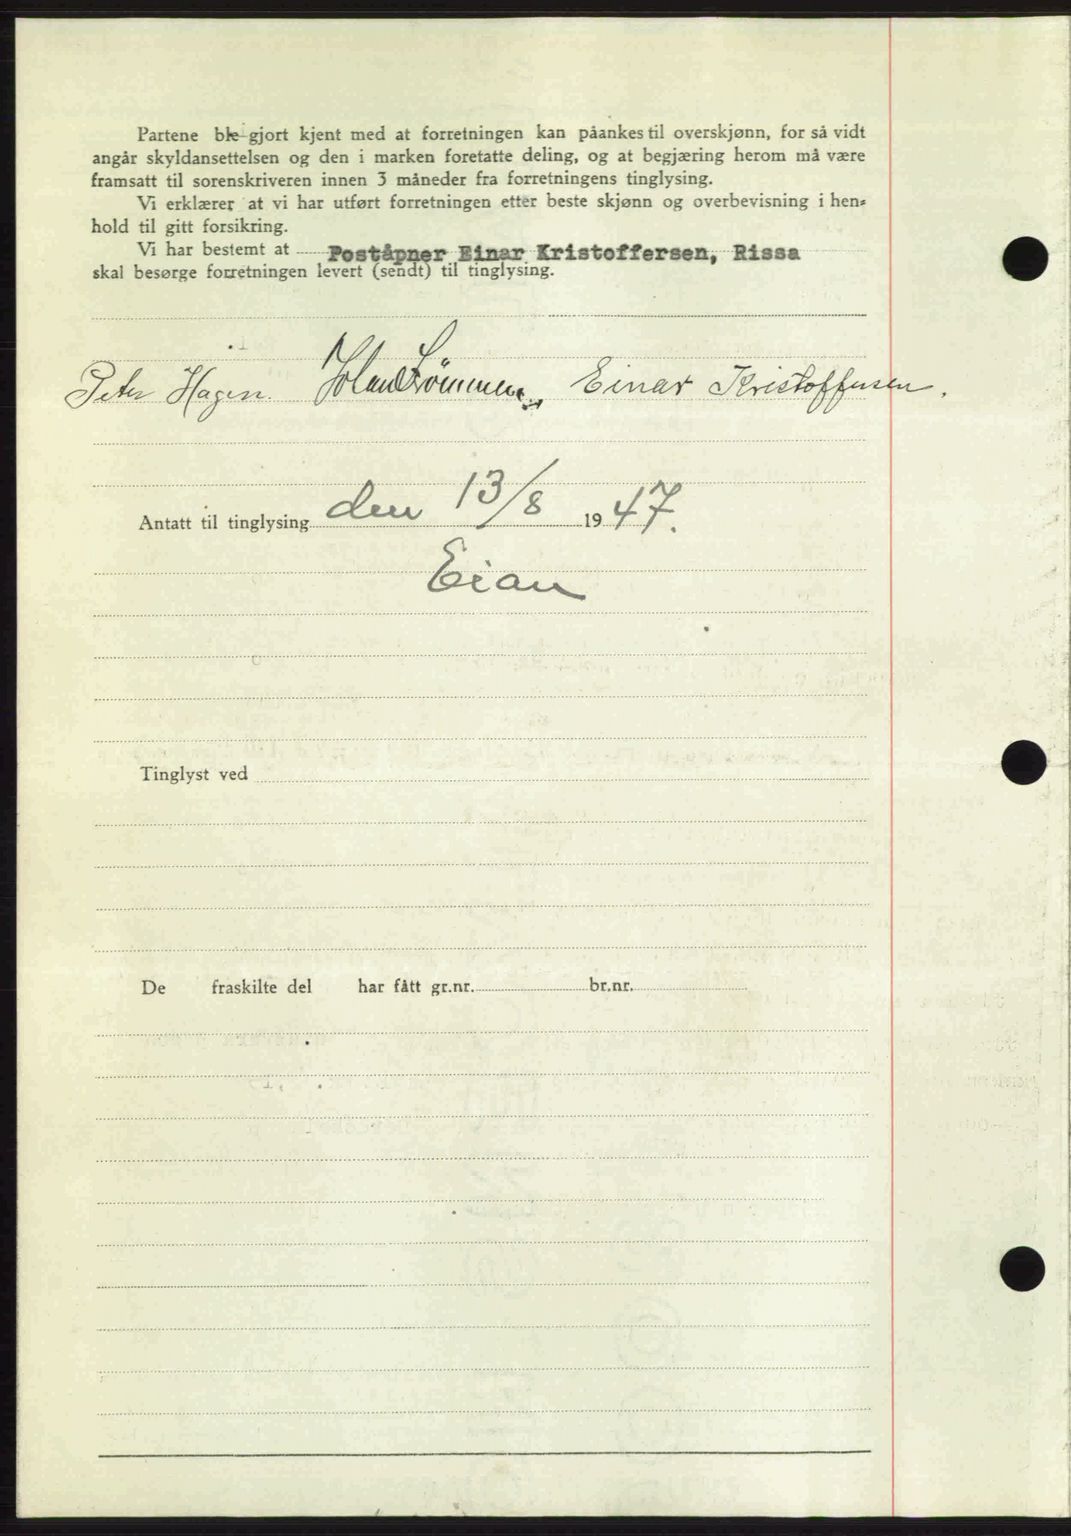 Partene ble gjort kjent med at forretningen kan påankes til overskjønn, for så vidt
angår skyldansettelsen og den i marken foretatte deling, og at begjæring herom må være
framsatt til sorenskriveren innen 3 måneder fra forretningens tinglysing.
Vi erklærer at vi har utført forretningen etter beste skjønn og overbevisning i hen-
hold til gitt forsikring.
Vi har bestemt at Poståpner Einar Kristoffersen, Rissa
skal besørge forretningen levert (sendt) til tinglysing.
Peter Hagen. Einar Kristoffersen.
Antatt til tinglysing den 13/8 1947.
Eian
Tinglyst ved
De fraskilte del har fått gr.nr. br.nr.